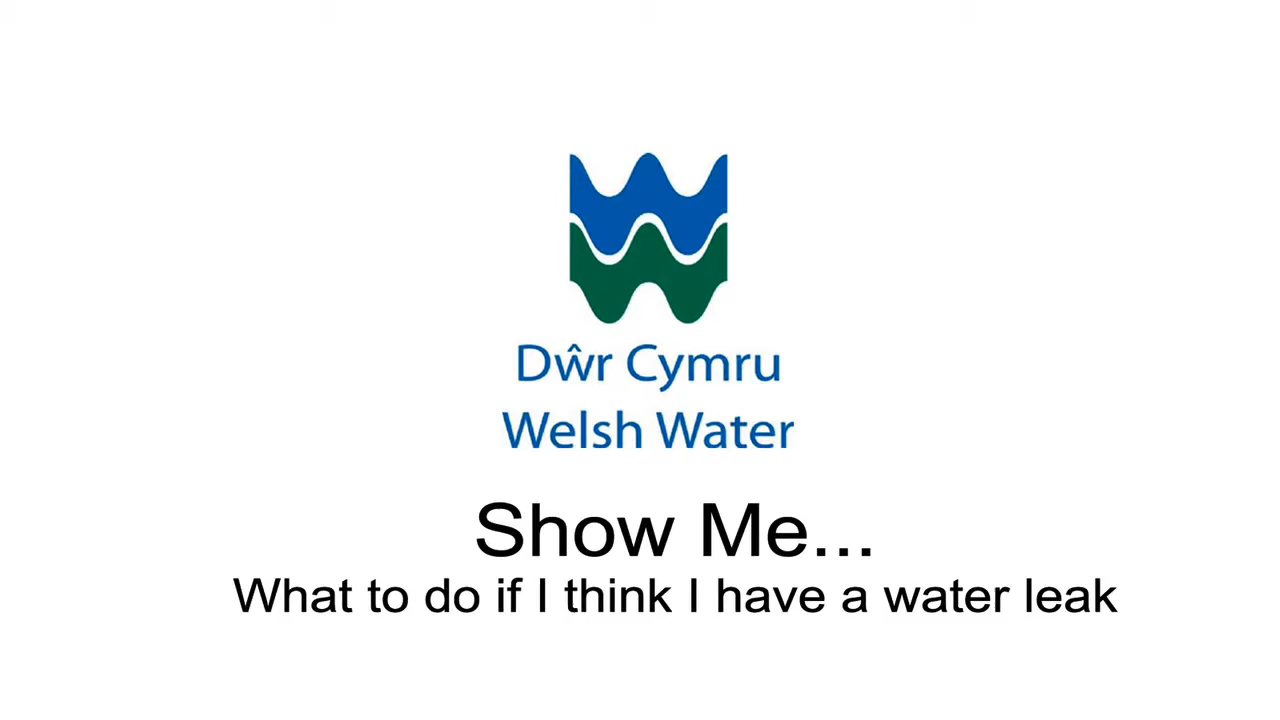 Dŵr Cymru
Welsh Water
Show Me...
What to do if I think I have a water leak